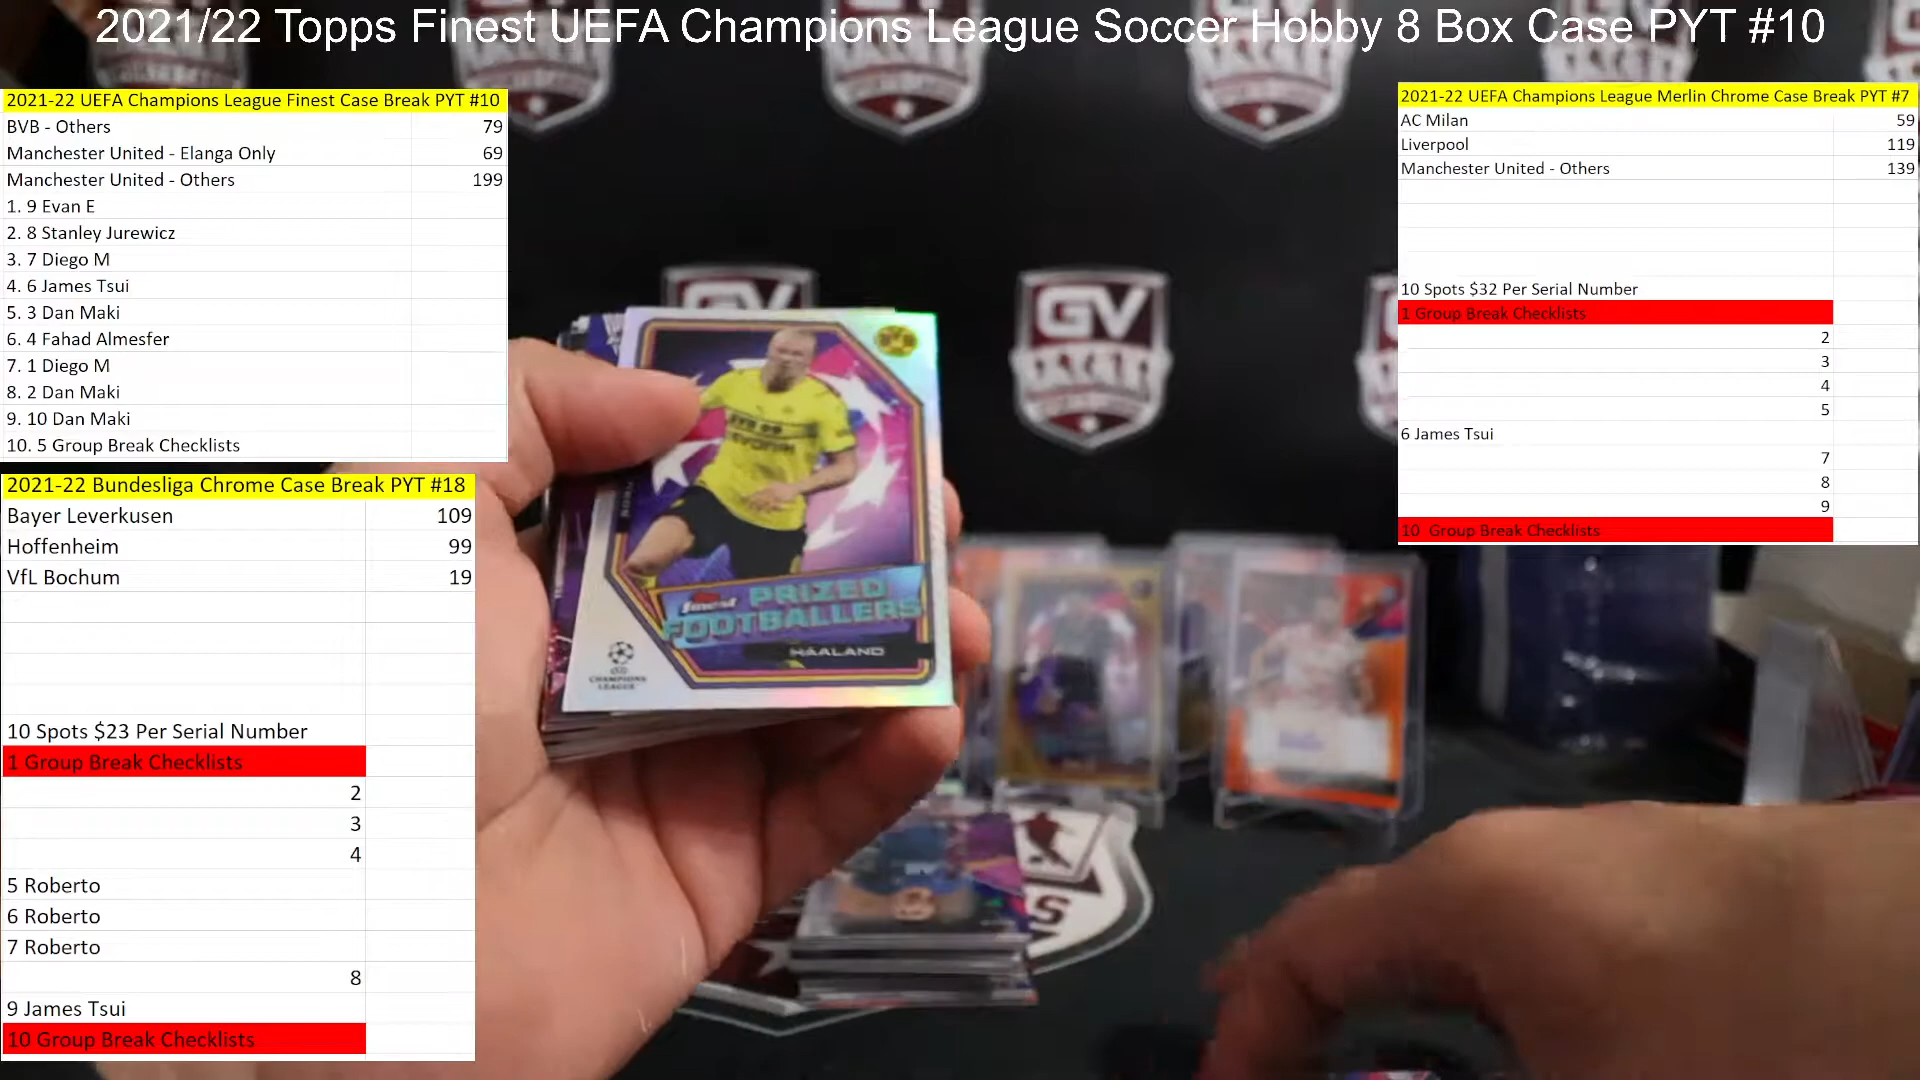 2021/22 Topps Finest UEFA Champions League Soccer Hobby 8 Box Case PYT #10
2021-22 UEFA Champions League Finest Case Break PYT #10
BVB - Others 79
Manchester United - Elanga Only 69
Manchester United - Others 199
1. 9 Evan E
2. 8 Stanley Jurewicz
3. 7 Diego M
4. 6 James Tsui
5. 3 Dan Maki
6. 4 Fahad Almesfer
7. 1 Diego M
8. 2 Dan Maki
9. 10 Dan Maki
10. 5 Group Break Checklists
2021-22 Bundesliga Chrome Case Break PYT #18
Bayer Leverkusen 109
Hoffenheim 99
VfL Bochum 19
10 Spots $23 Per Serial Number
1 Group Break Checklists
2
3
4
5 Roberto
6 Roberto
7 Roberto
8
9 James Tsui
10 Group Break Checklists
2021-22 UEFA Champions League Merlin Chrome Case Break PYT #7
AC Milan 59
Liverpool 119
Manchester United - Others 139
10 Spots $32 Per Serial Number
1 Group Break Checklists
2
3
4
5
6 James Tsui
7
8
9
10 Group Break Checklists
GV
finest PRIZED
FOOTBALLERS
HAALAND
CHAMPIONS
LEAGUE